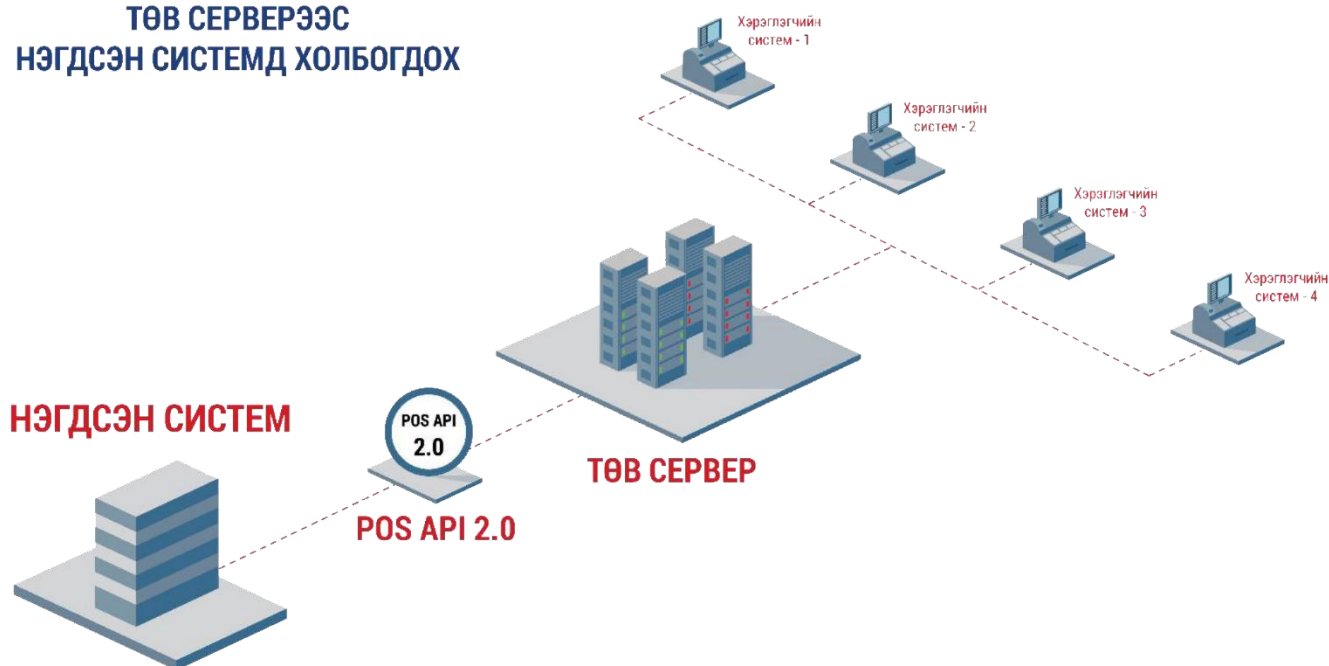 ТӨВ СЕРВЕРЭЭС
НЭГДСЭН СИСТЕМД ХОЛБОГДОХ
Хэрэглэгчийн
систем - 1
Хэрэглэгчийн
систем - 2
Хэрэглэгчийн
систем - 3
Хэрэглэгчийн
систем - 4
НЭГДСЭН СИСТЕМ
POS API
2.0
ТӨВ СЕРВЕР
POS API 2.0